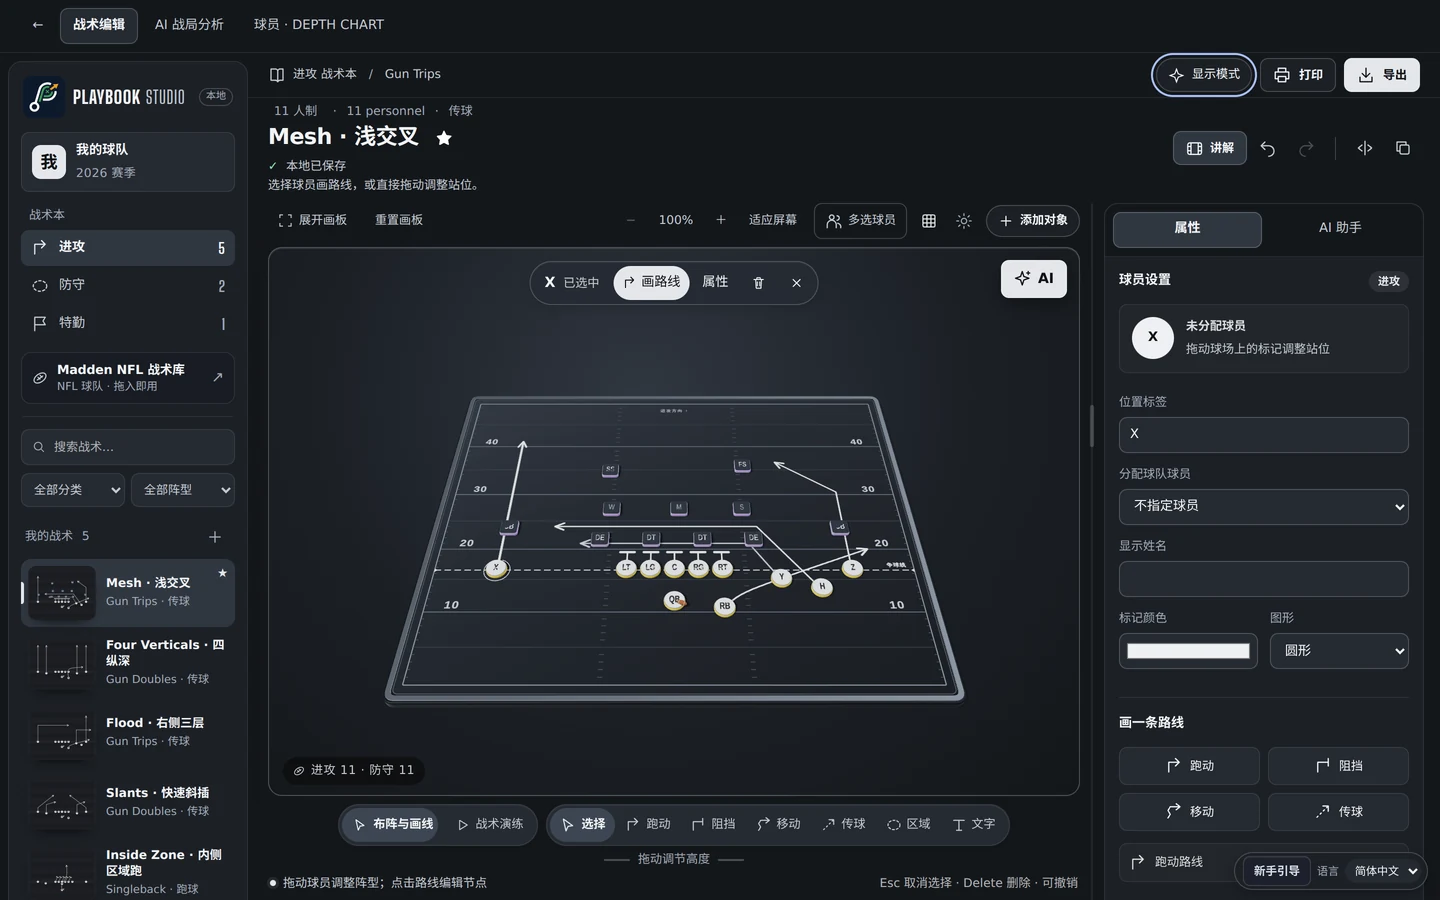 ←
战术编辑
AI 战局分析
球员 · DEPTH CHART
PLAYBOOK STUDIO
本地
我
我的球队
2026 赛季
战术本
进攻 5
防守 2
特勤 1
Madden NFL 战术库
NFL 球队 · 拖入即用
搜索战术...
全部分类
全部阵型
我的战术 5
Mesh · 浅交叉
Gun Trips · 传球
Four Verticals · 四
纵深
Gun Doubles · 传球
Flood · 右侧三层
Gun Trips · 传球
Slants · 快速斜插
Gun Doubles · 传球
Inside Zone · 内侧
区域跑
Singleback · 跑球
进攻 战术本 / Gun Trips
显示模式
打印
导出
11 人制 · 11 personnel · 传球
Mesh · 浅交叉 ★
✓ 本地已保存
选择球员画路线，或直接拖动调整站位。
讲解
展开画板
重置画板
− 100% +
适应屏幕
多选球员
添加对象
X 已选中
画路线
属性
AI
40 40
SS FS
30 30
W M S
20 DE DT DT DE 20
X LT LG C RG RT Y H Z
争球线
10 QB RB 10
进攻 11 · 防守 11
布阵与画线
战术演练
选择
跑动
阻挡
移动
传球
区域
文字
拖动调节高度
拖动球员调整阵型；点击路线编辑节点
Esc 取消选择 · Delete 删除 · 可撤销
属性
AI 助手
球员设置
进攻
X
未分配球员
拖动球场上的标记调整站位
位置标签
X
分配球队球员
不指定球员
显示姓名
标记颜色
图形
圆形
画一条路线
跑动
阻挡
移动
传球
跑动路线
新手引导
语言
简体中文